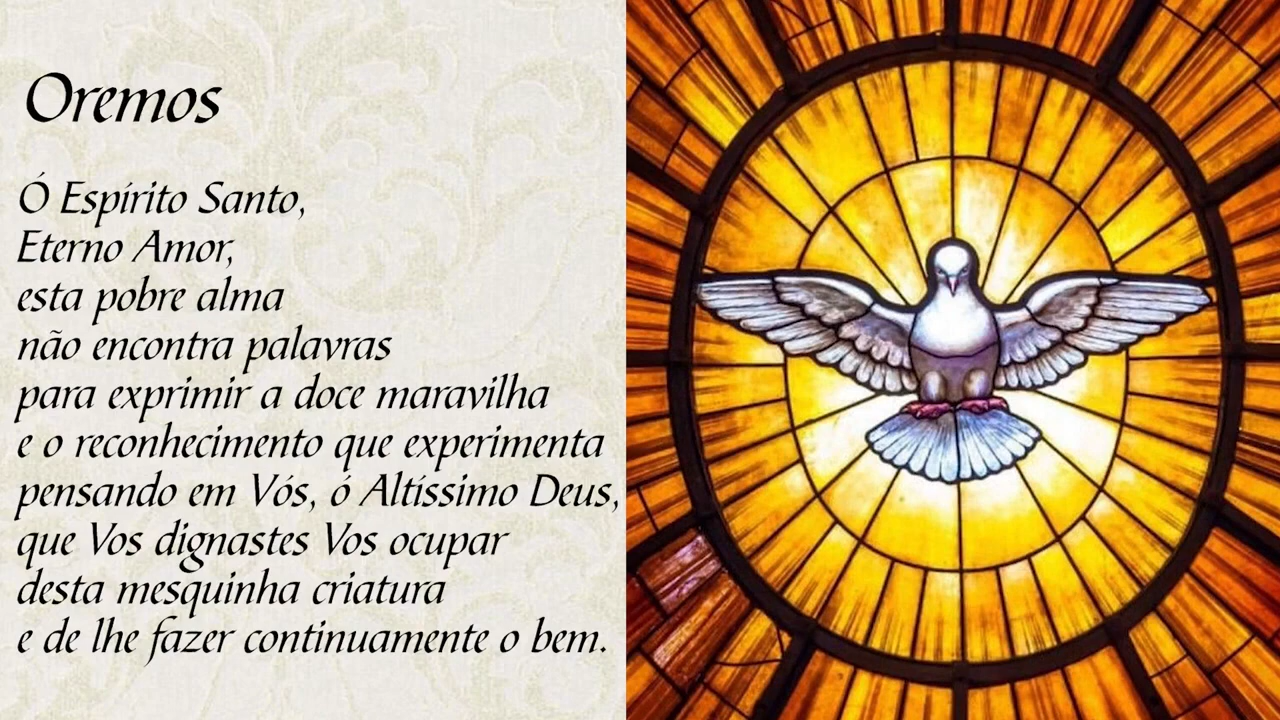 Oremos
Ó Espírito Santo,
Eterno Amor,
esta pobre alma
não encontra palavras
para exprimir a doce maravilha
e o reconhecimento que experimenta
pensando em Vós, ó Altíssimo Deus,
que Vos dignastes Vos ocupar
desta mesquinha criatura
e de lhe fazer continuamente o bem.